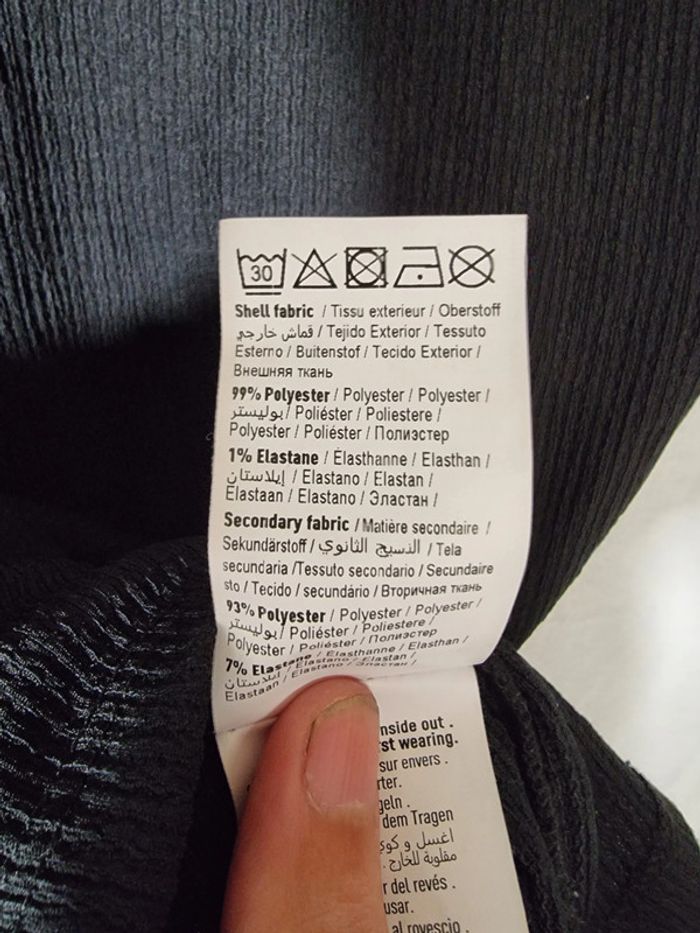 30
Shell fabric / Tissu exterieur / Oberstoff
قماش خارجي / Tejido Exterior / Tessuto
Esterno / Buitenstof / Tecido Exterior /
Внешняя ткань
99% Polyester / Polyester / Polyester /
بوليستر / Poliéster / Poliestere /
Polyester / Poliéster / Полиэстер
1% Elastane / Élasthanne / Elasthan /
إيلاستان / Elastano / Elastan /
Elastaan / Elastano / Эластан /
Secondary fabric / Matière secondaire /
Sekundärstoff / النسيج الثانوي / Tela
secundaria /Tessuto secondario / Secundaire
sto / Tecido / secundário / Вторичная ткань
93% Polyester / Polyester / Polyester /
بوليستر / Poliéster / Poliestere /
Polyester / Poliéster / Полиэстер
7% Elastane / Élasthanne / Elasthan /
إيلاستان / Elastano / Elastan /
Elastaan / Elastano / Эластан /
nside out .
st wearing.
sur envers .
rter.
geln .
dem Tragen
اغسل و كوي
مقلوبة للخارج .
r del revés .
usar.
al rovescio .